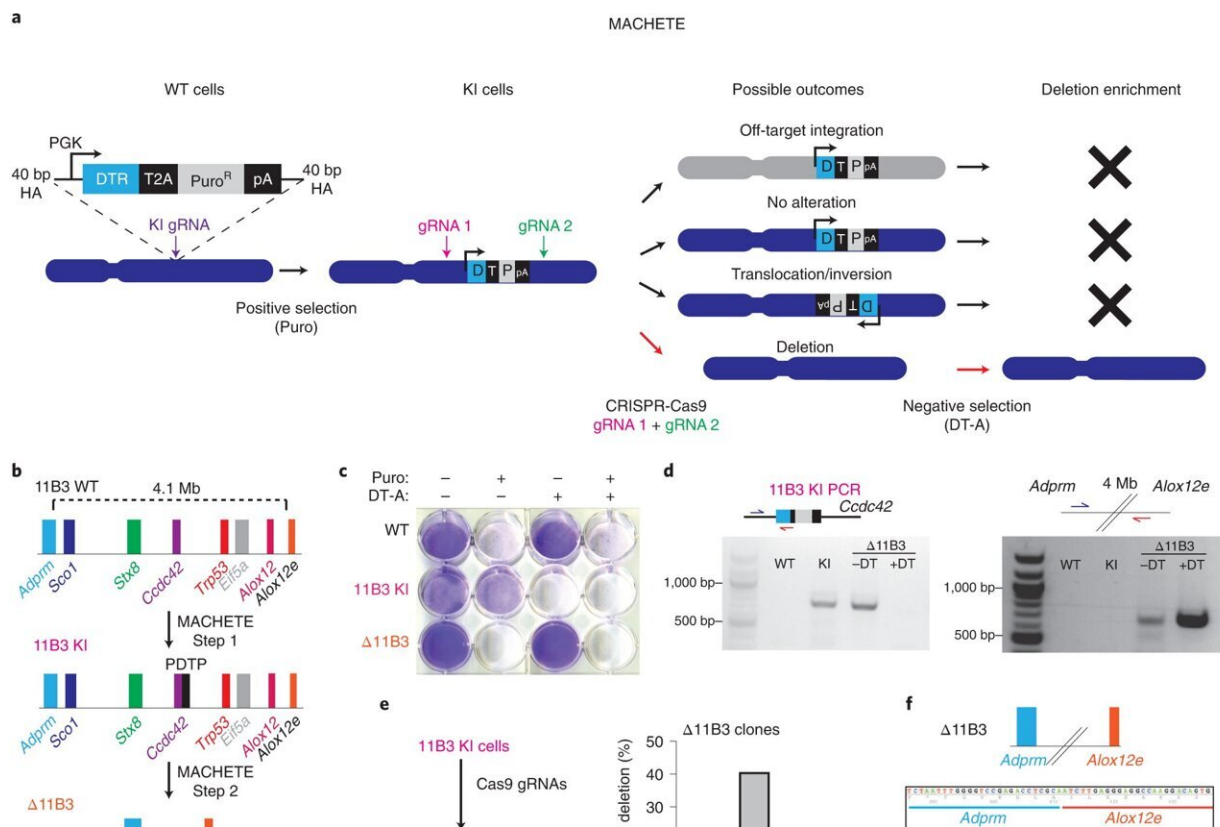 a
MACHETE
WT cells
KI cells
Possible outcomes
Deletion enrichment
PGK
40 bp
HA
DTR
T2A
Puro^R
pA
40 bp
HA
KI gRNA
Positive selection
(Puro)
gRNA 1
gRNA 2
D T P pA
Off-target integration
D T P pA
No alteration
D T P pA
Translocation/inversion
pA P T D
Deletion
CRISPR-Cas9
gRNA 1 + gRNA 2
Negative selection
(DT-A)
b
11B3 WT
4.1 Mb
Adprm
Sco1
Stx8
Ccdc42
Trp53
Eif5a
Alox12
Alox12e
MACHETE
Step 1
11B3 KI
PDTP
Adprm
Sco1
Stx8
Ccdc42
Trp53
Eif5a
Alox12
Alox12e
MACHETE
Step 2
Δ11B3
c
Puro: – + – +
DT-A: – – + +
WT
11B3 KI
Δ11B3
d
11B3 KI PCR
Ccdc42
Δ11B3
WT KI –DT +DT
1,000 bp
500 bp
Adprm 4 Mb Alox12e
Δ11B3
WT KI –DT +DT
1,000 bp
500 bp
e
11B3 KI cells
Cas9 gRNAs
Δ11B3 clones
deletion (%)
50
40
30
f
Δ11B3
Adprm
Alox12e
Adprm
Alox12e